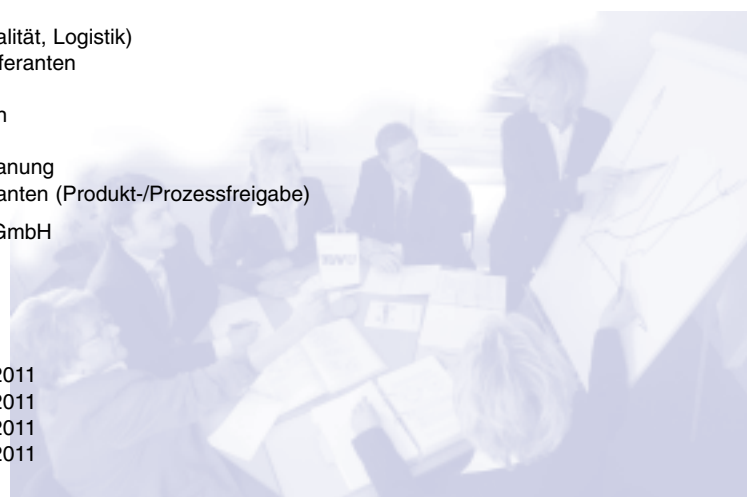 alität, Logistik)
feranten
n
anung
anten (Produkt-/Prozessfreigabe)
GmbH
2011
2011
2011
2011